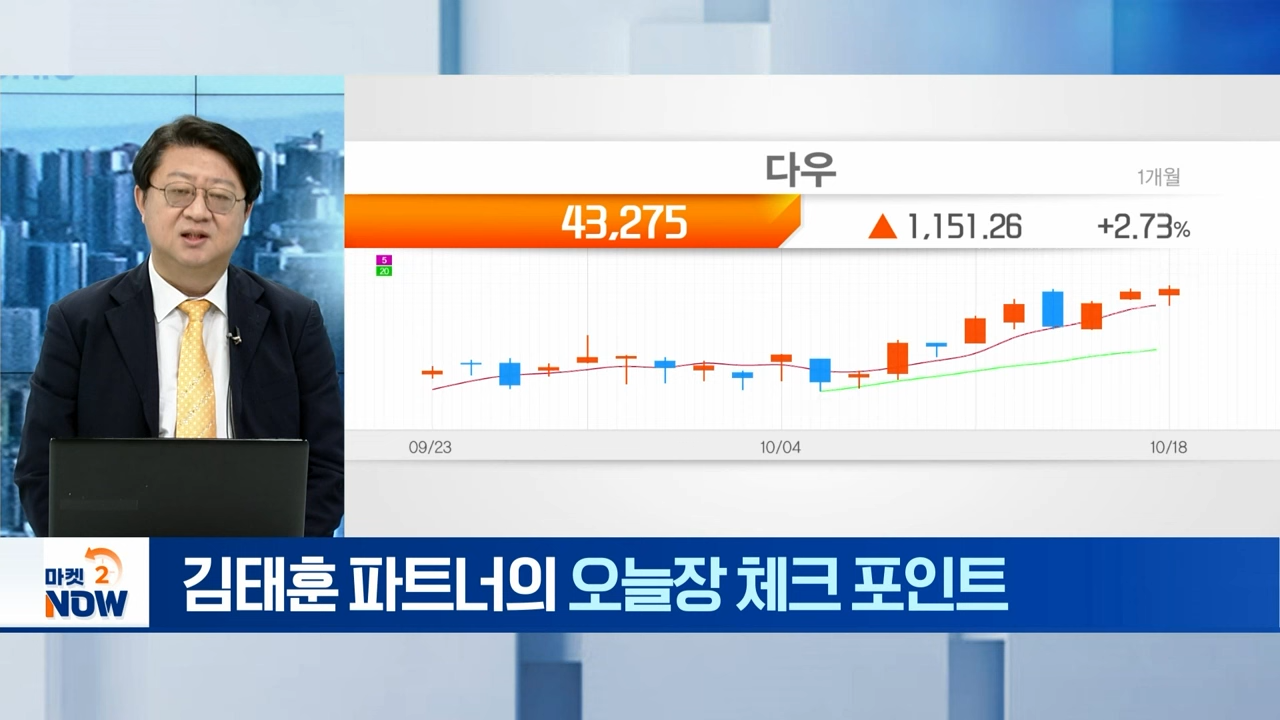 다우
1개월
43,275
▲ 1,151.26
+2.73%
5
20
09/23
10/04
10/18
마켓 2
NOW
김태훈 파트너의 오늘장 체크 포인트